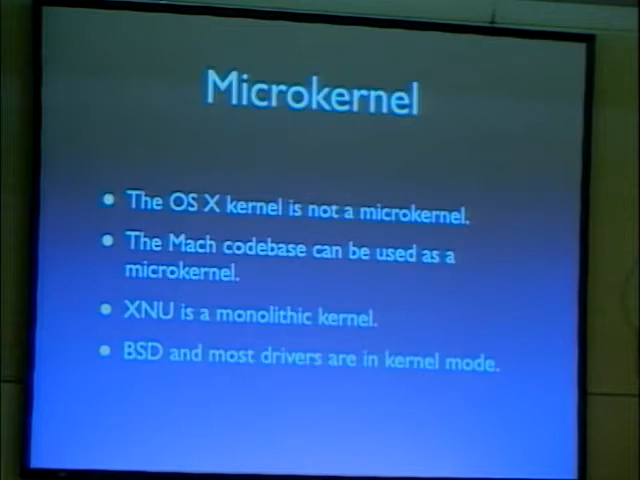 Microkernel
• The OS X kernel is not a microkernel.
• The Mach codebase can be used as a
microkernel.
• XNU is a monolithic kernel.
• BSD and most drivers are in kernel mode.